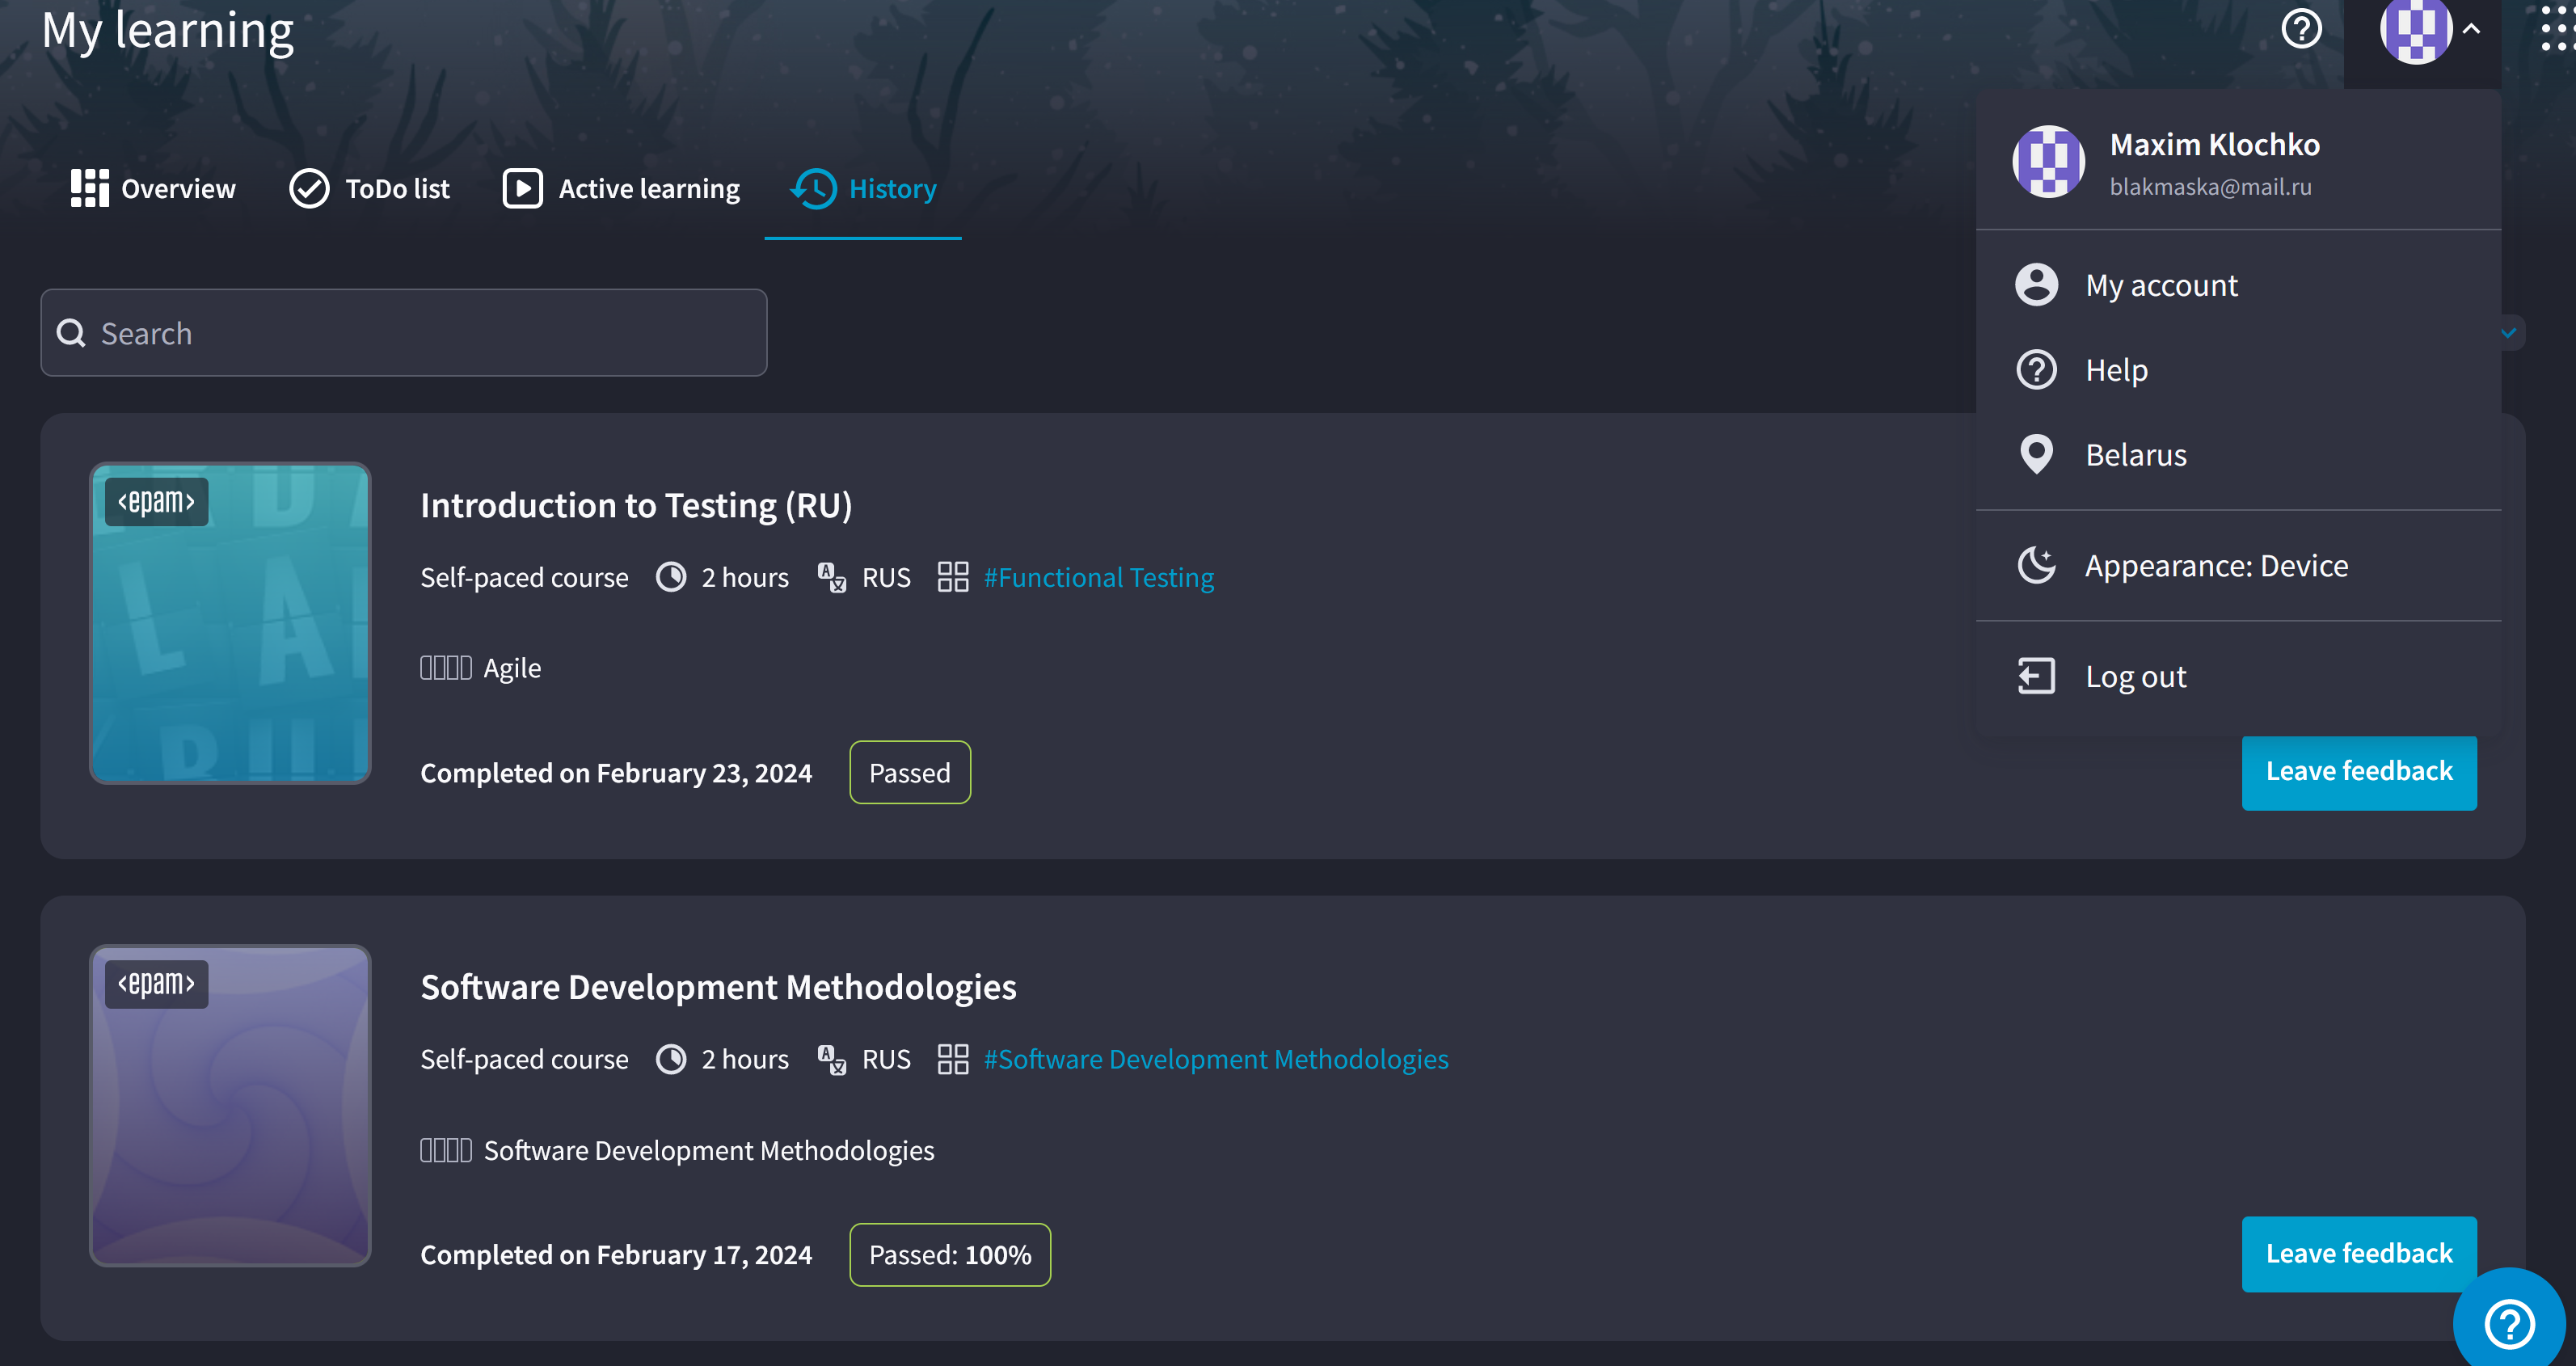 My learning
Overview
ToDo list
Active learning
History
Maxim Klochko
blakmaska@mail.ru
My account
Help
Belarus
Appearance: Device
Log out
Search
<epam>
Introduction to Testing (RU)
Self-paced course 2 hours RUS #Functional Testing
Agile
Completed on February 23, 2024 Passed
Leave feedback
<epam>
Software Development Methodologies
Self-paced course 2 hours RUS #Software Development Methodologies
Software Development Methodologies
Completed on February 17, 2024 Passed: 100%
Leave feedback